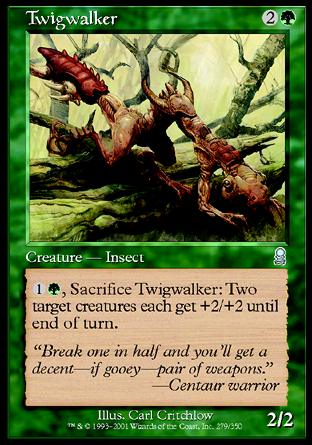 Twigwalker 2
Creature — Insect
1, Sacrifice Twigwalker: Two
target creatures each get +2/+2 until
end of turn.
“Break one in half and you’ll get a
decent—if gooey—pair of weapons.”
—Centaur warrior
Illus. Carl Critchlow
™ & © 1993–2001 Wizards of the Coast, Inc. 279/350
2/2